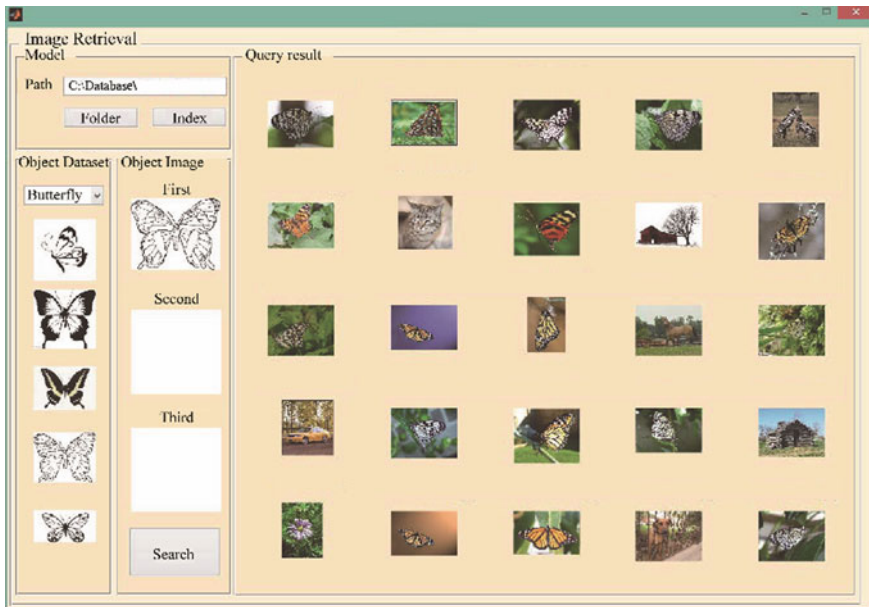 Image Retrieval
Model
Path C:\Database\
Folder Index
Object Dataset
Butterfly
Object Image
First
Second
Third
Search
Query result